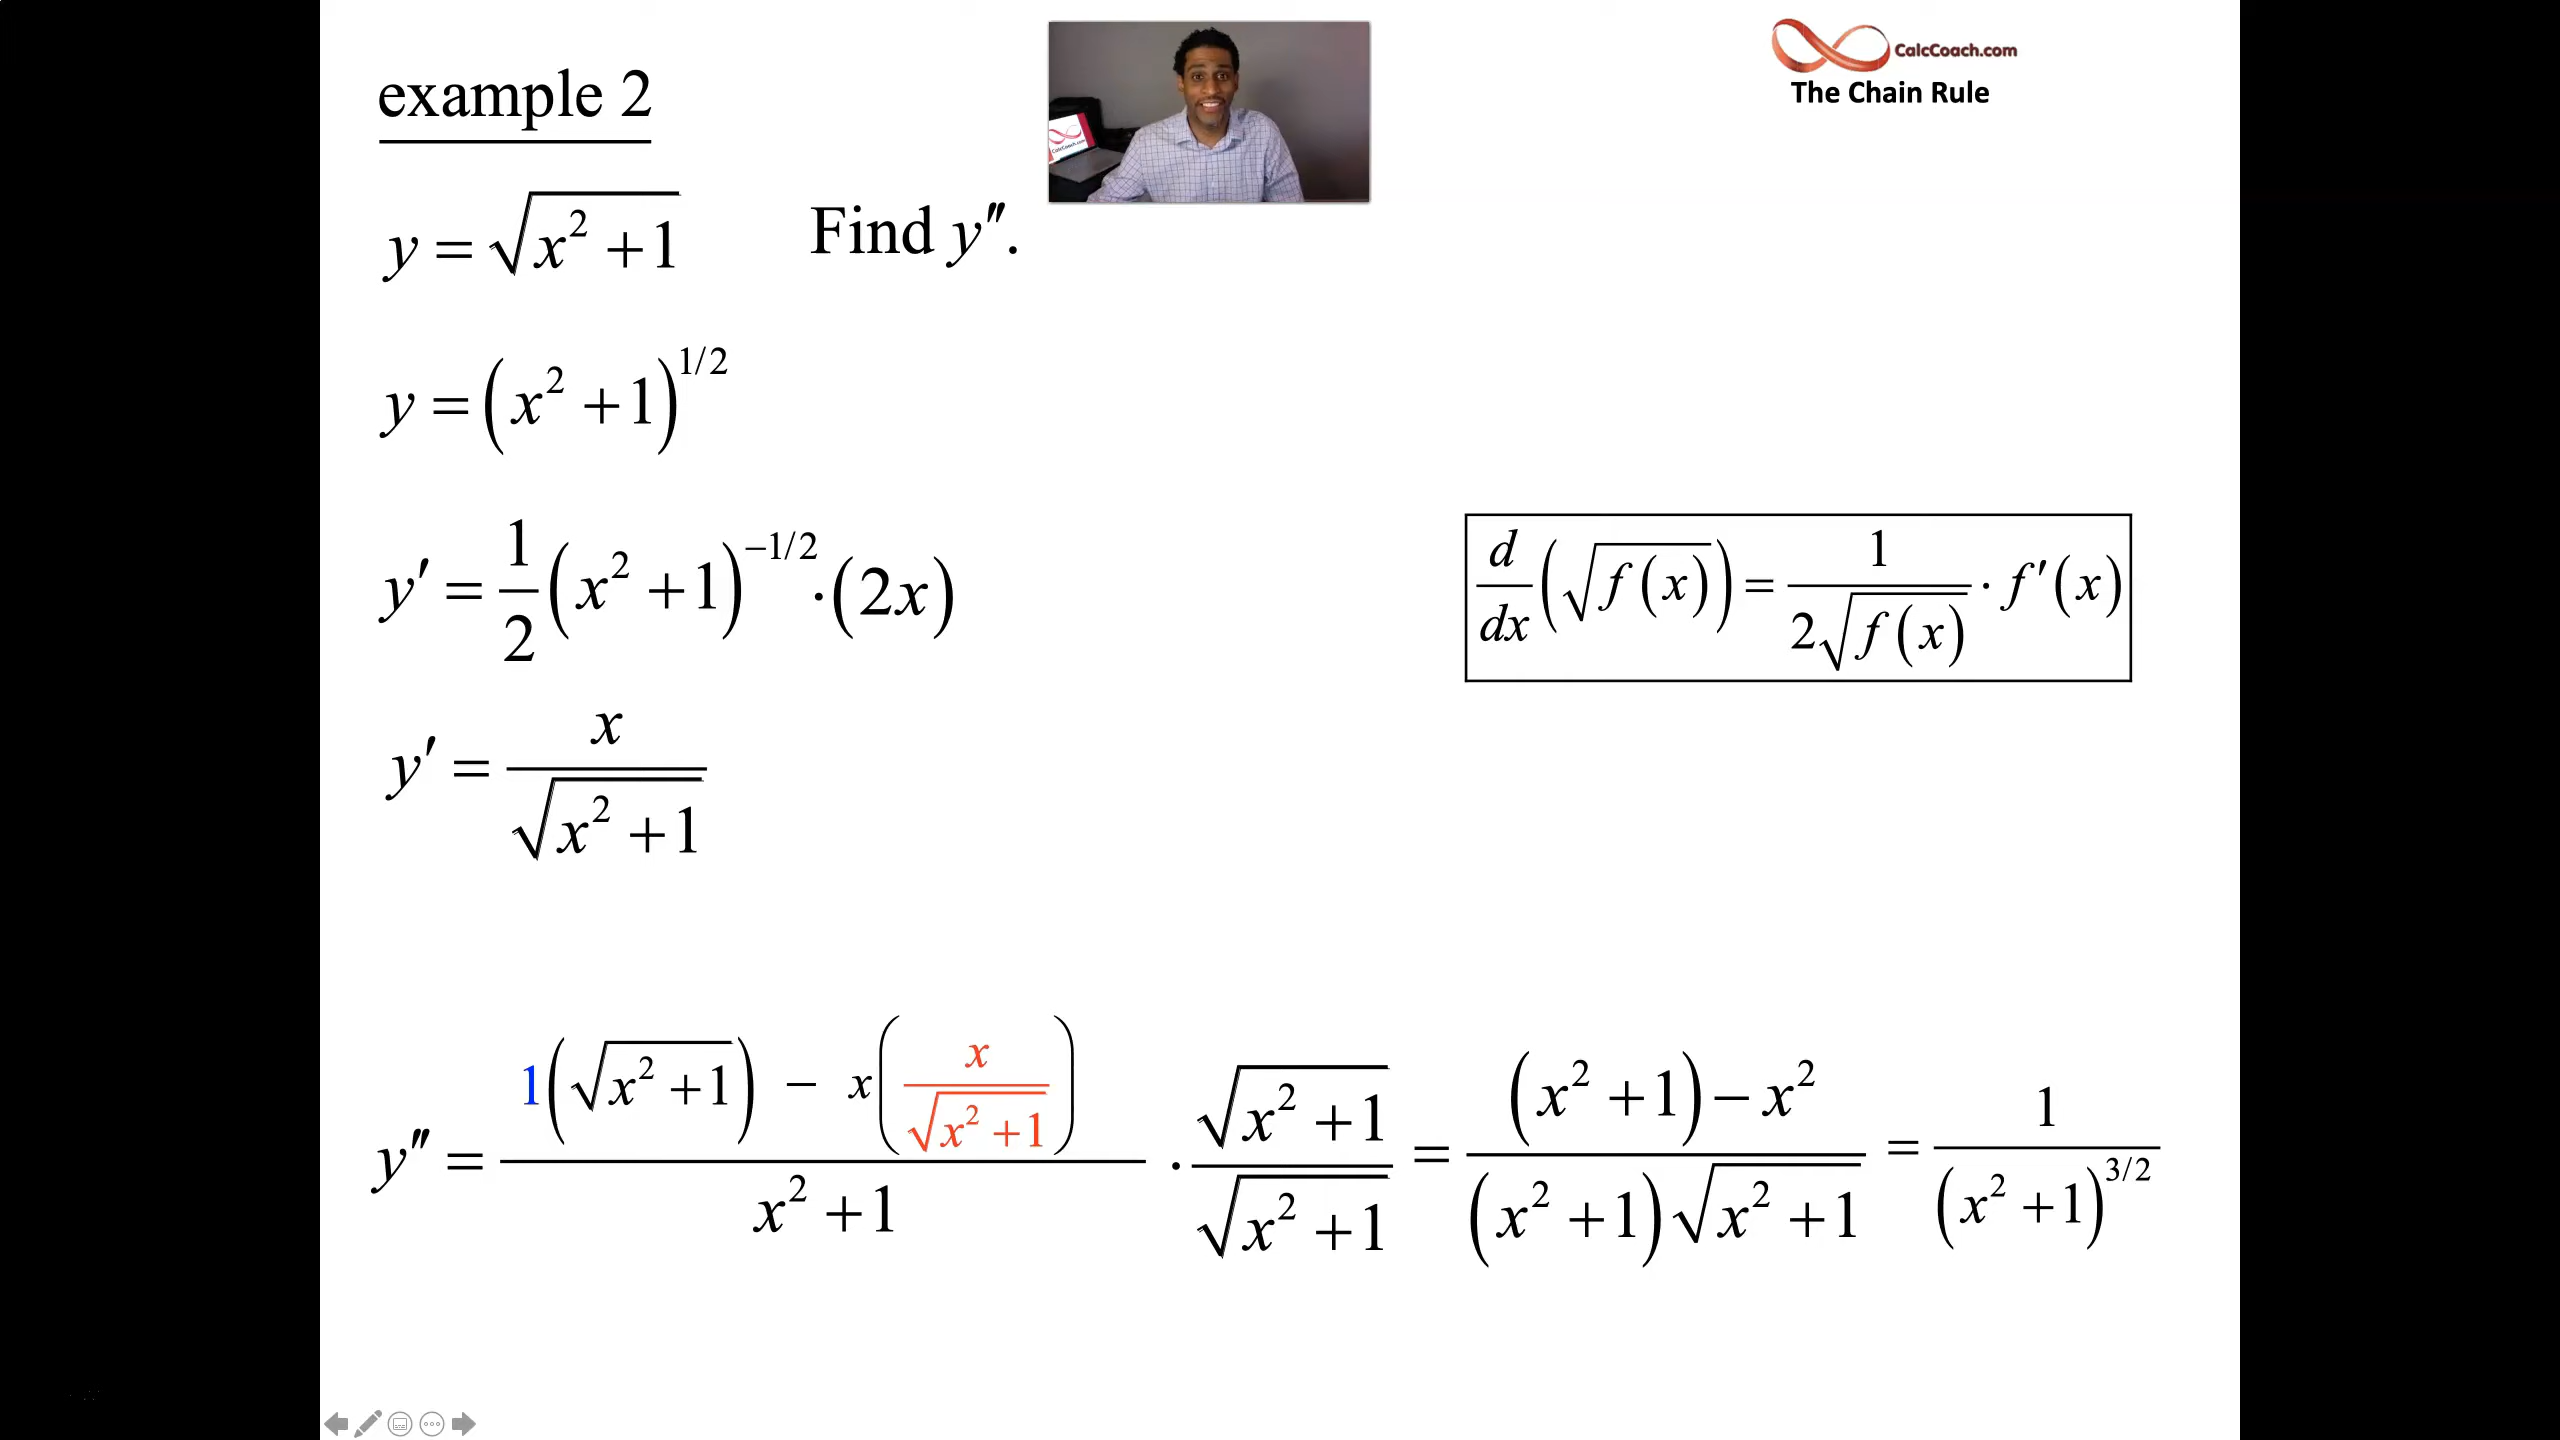 example 2
CalcCoach.com
The Chain Rule
y = √(x² + 1)    Find y″.
y = (x² + 1)^(1/2)
y′ = 1/2 (x² + 1)^(−1/2) · (2x)
d/dx (√(f(x))) = 1/(2√(f(x))) · f′(x)
y′ = x/√(x² + 1)
y″ = [1(√(x² + 1)) − x(x/√(x² + 1))]/(x² + 1) · √(x² + 1)/√(x² + 1) = [(x² + 1) − x²]/[(x² + 1)√(x² + 1)] = 1/(x² + 1)^(3/2)
CalcCoach.com